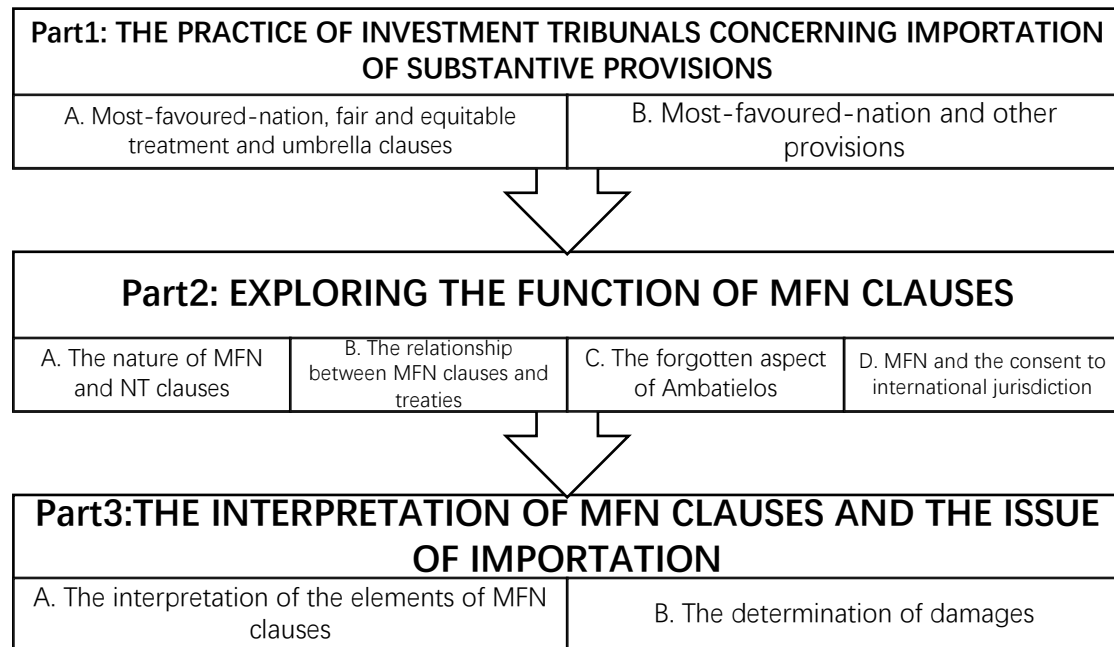 Part1: THE PRACTICE OF INVESTMENT TRIBUNALS CONCERNING IMPORTATION
OF SUBSTANTIVE PROVISIONS
A. Most-favoured-nation, fair and equitable
treatment and umbrella clauses
B. Most-favoured-nation and other
provisions
Part2: EXPLORING THE FUNCTION OF MFN CLAUSES
A. The nature of MFN
and NT clauses
B. The relationship
between MFN clauses and
treaties
C. The forgotten aspect
of Ambatielos
D. MFN and the consent to
international jurisdiction
Part3:THE INTERPRETATION OF MFN CLAUSES AND THE ISSUE
OF IMPORTATION
A. The interpretation of the elements of MFN
clauses
B. The determination of damages